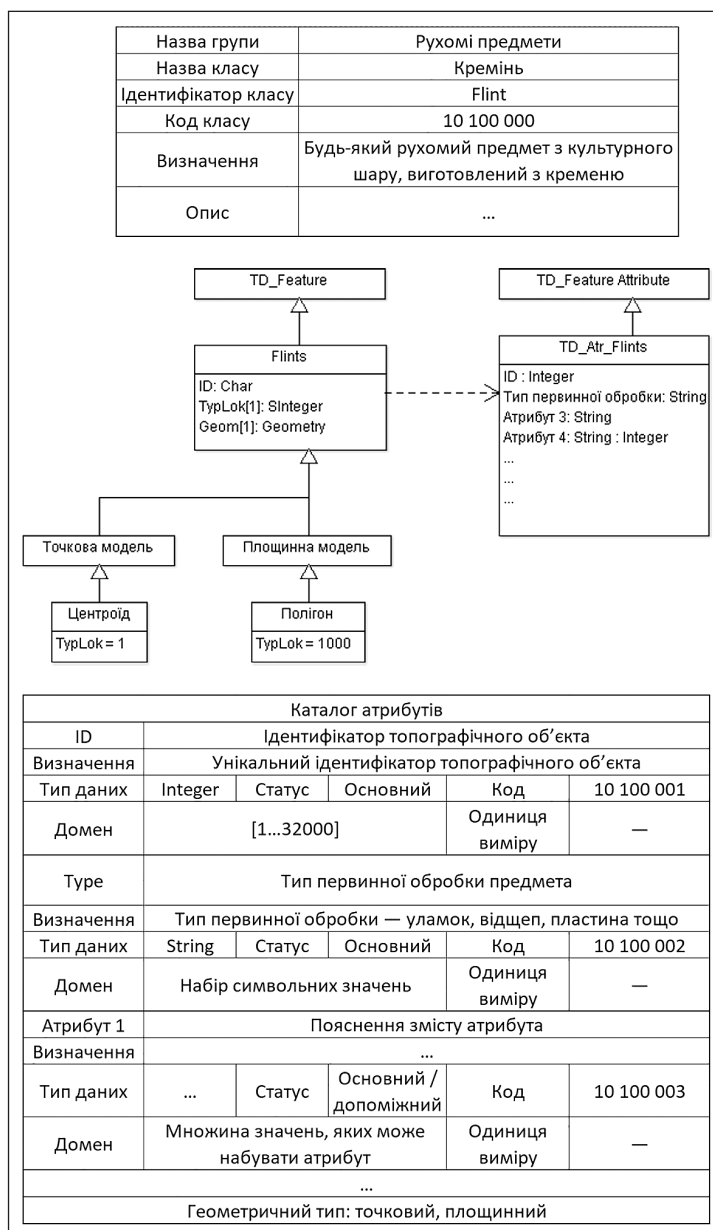 Назва групи Рухомі предмети
Назва класу Кремінь
Ідентифікатор класу Flint
Код класу 10 100 000
Визначення Будь-який рухомий предмет з культурного
шару, виготовлений з кременю
Опис ...
TD_Feature TD_Feature Attribute
Flints
ID: Char
TypLok[1]: SInteger
Geom[1]: Geometry
TD_Atr_Flints
ID : Integer
Тип первинної обробки: String
Атрибут 3: String
Атрибут 4: String : Integer
...
...
...
Точкова модель Площинна модель
Центроїд Полігон
TypLok = 1 TypLok = 1000
Каталог атрибутів
ID Ідентифікатор топографічного об’єкта
Визначення Унікальний ідентифікатор топографічного об’єкта
Тип даних Integer Статус Основний Код 10 100 001
Домен [1...32000] Одиниця
виміру —
Type Тип первинної обробки предмета
Визначення Тип первинної обробки — уламок, відщеп, пластина тощо
Тип даних String Статус Основний Код 10 100 002
Домен Набір символьних значень Одиниця
виміру —
Атрибут 1 Пояснення змісту атрибута
Визначення ...
Тип даних ... Статус Основний /
допоміжний Код 10 100 003
Домен Множина значень, яких може
набувати атрибут Одиниця
виміру —
...
Геометричний тип: точковий, площинний